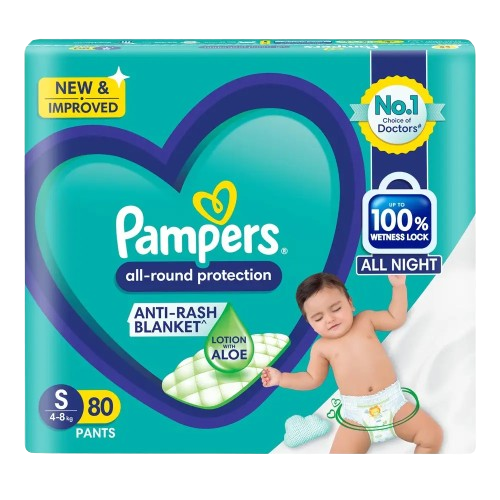 NEW &
IMPROVED
No.1
Choice of
Doctors#
Pampers®
all-round protection
UP TO
100%
WETNESS LOCK
ALL NIGHT
ANTI-RASH
BLANKET^
LOTION
WITH
ALOE
S
4-8kg
80
PANTS